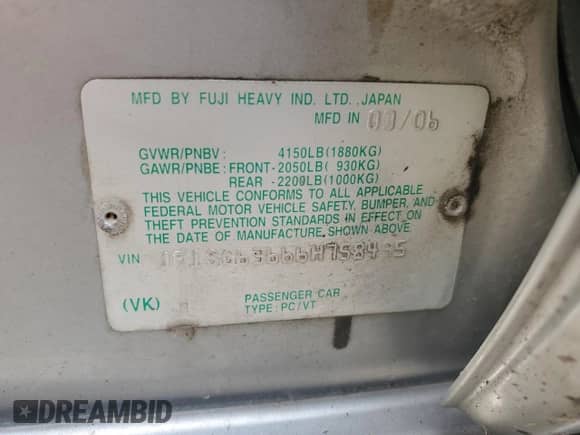 MFD BY FUJI HEAVY IND. LTD. ,JAPAN
MFD IN
GVWR/PNBV : 4150LB(1880KG)
GAWR/PNBE: FRONT-2050LB( 930KG)
REAR -2200LB(1000KG)
THIS VEHICLE CONFORMS TO ALL APPLICABLE
FEDERAL MOTOR VEHICLE SAFETY, BUMPER, AND
THEFT PREVENTION STANDARDS IN EFFECT ON
THE DATE OF MANUFACTURE SHOWN ABOVE
VIN
(VK)
PASSENGER CAR
TYPE: PC/VT
DREAMBID